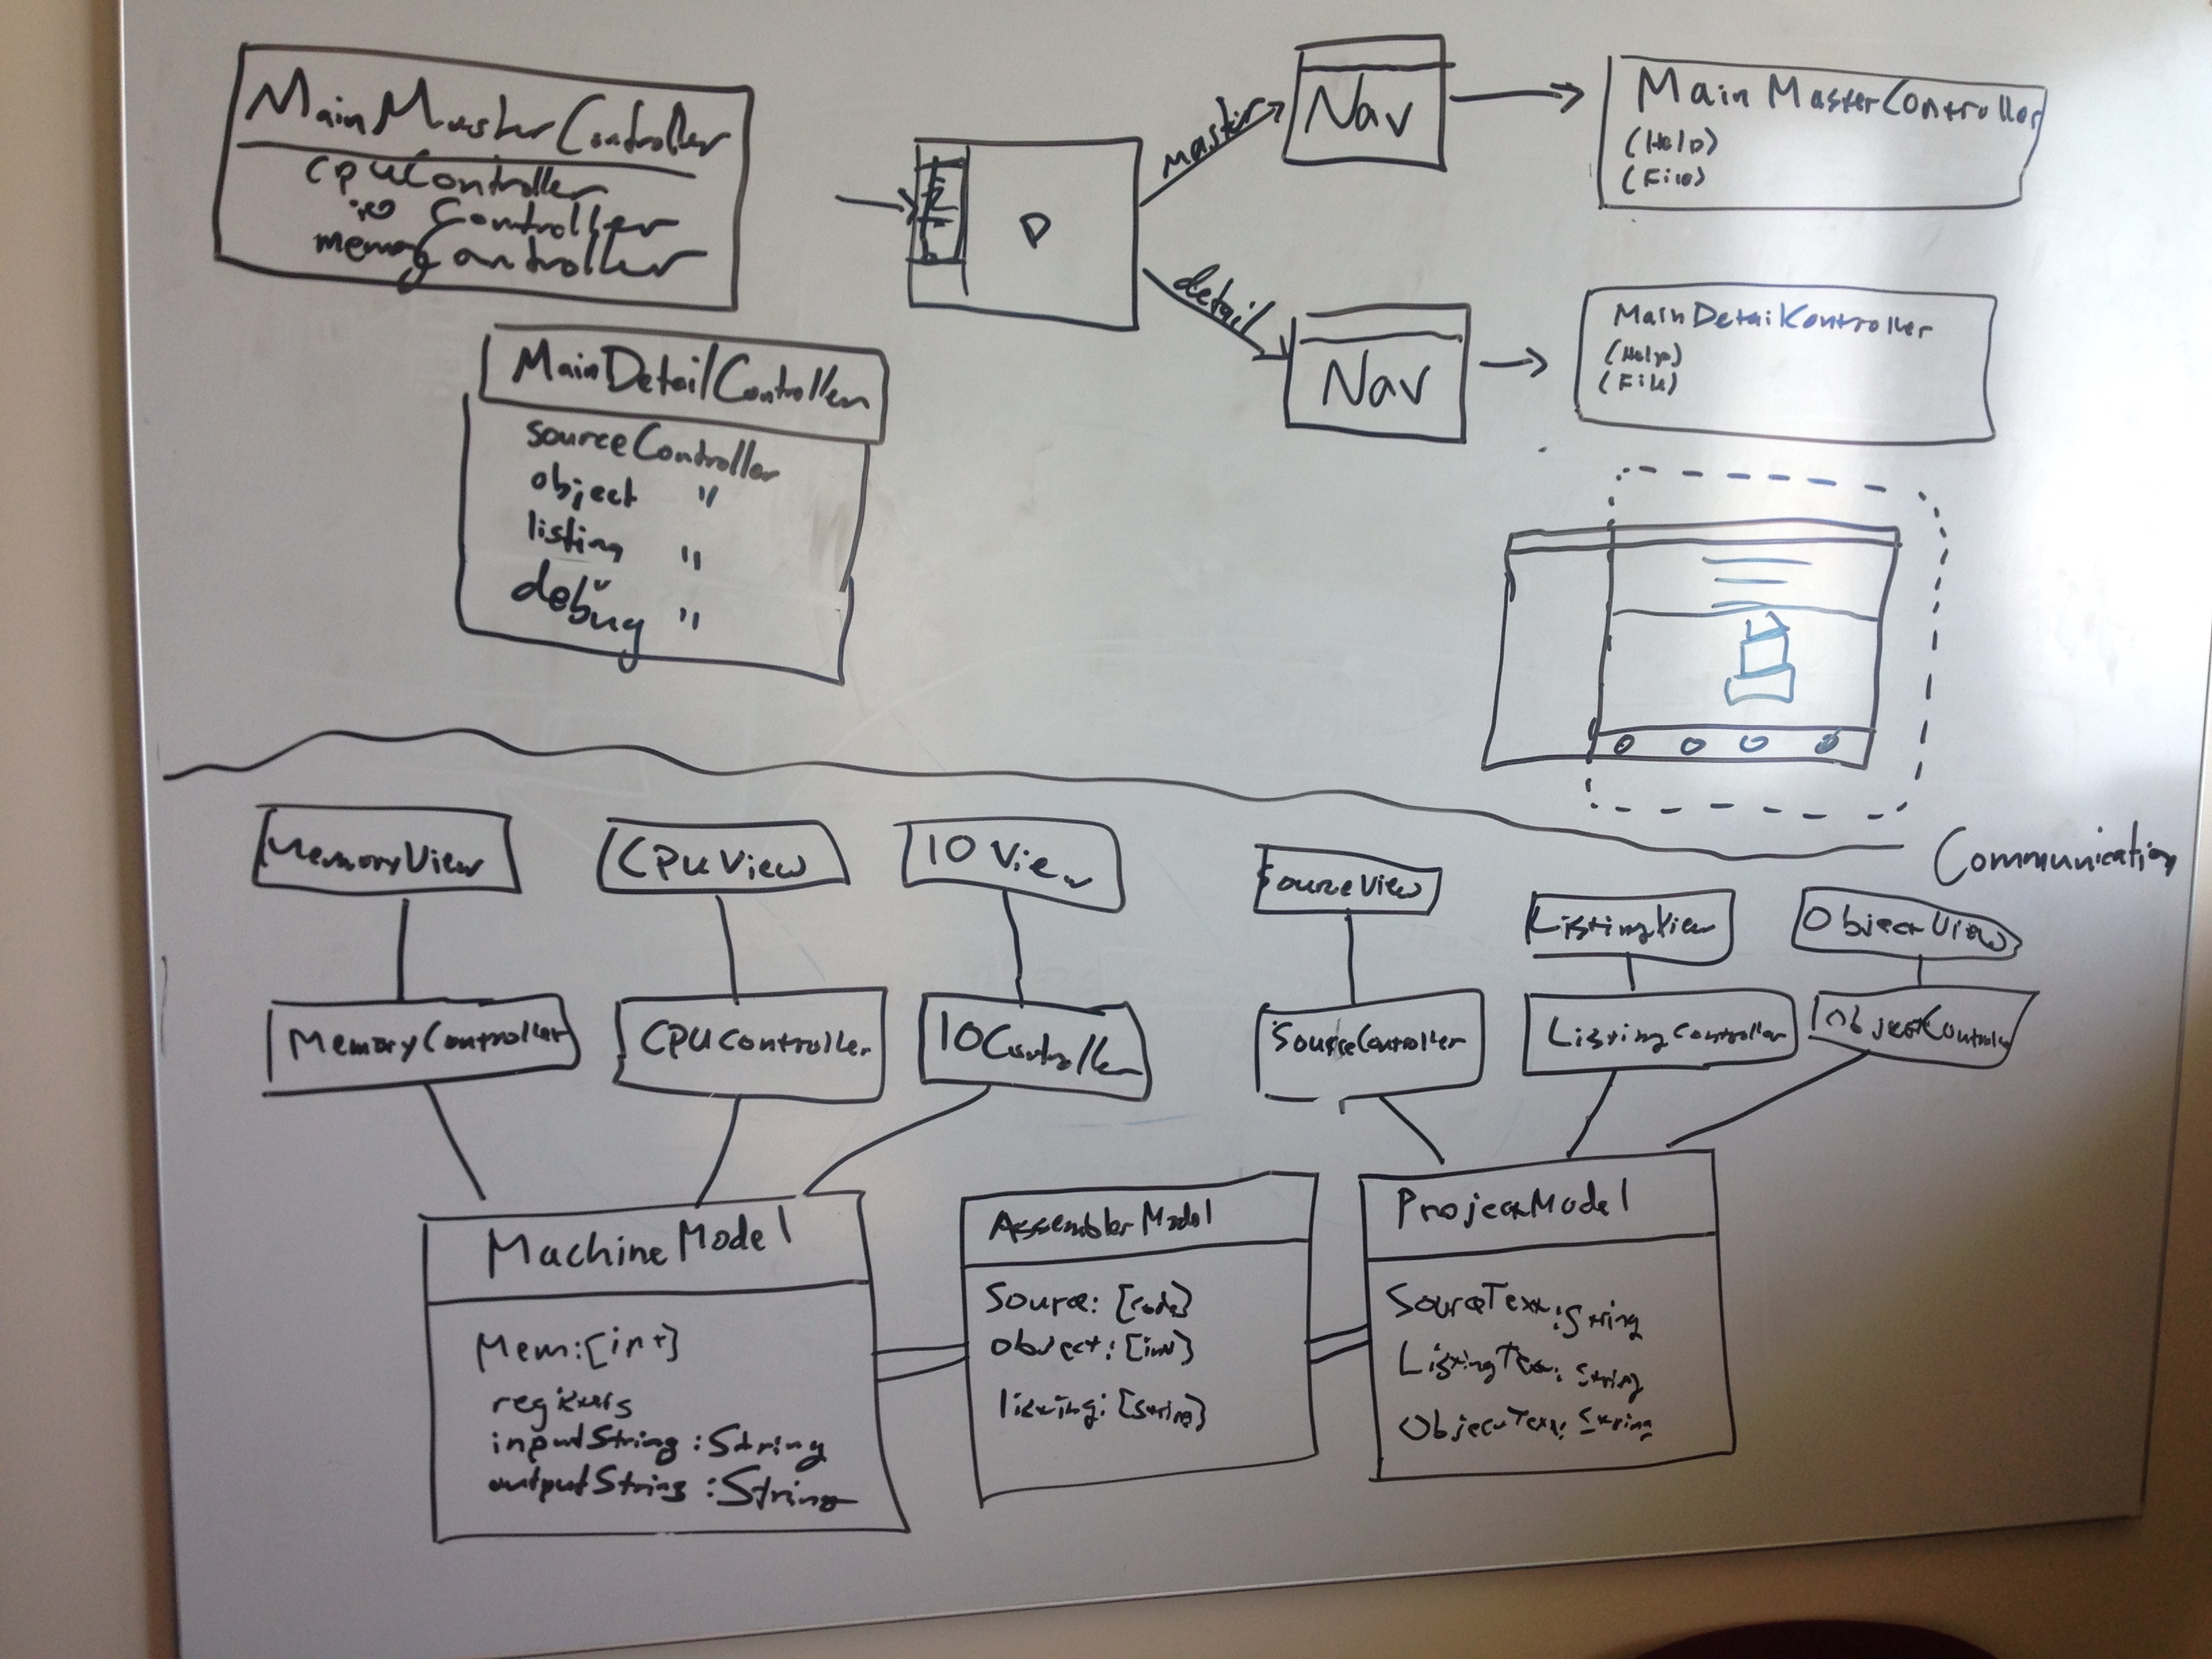 MainMasterController
cpuController
io Controller
memoryController
MainDetailController
sourceController
object "
listing "
debug "
D
master
detail
Nav
MainMasterController
(Help)
(File)
Nav
MainDetailController
(Help)
(File)
Communication
MemoryView
CPUView
IOView
SourceView
ListingView
ObjectView
MemoryController
CPUController
IOController
SourceController
ListingController
ObjectController
MachineModel
Mem:[int]
registers
inputString:String
outputString:String
AssemblerModel
Source:[code]
object:[int]
listing:[string]
ProjectModel
SourceText:String
ListingText:String
ObjectText:String